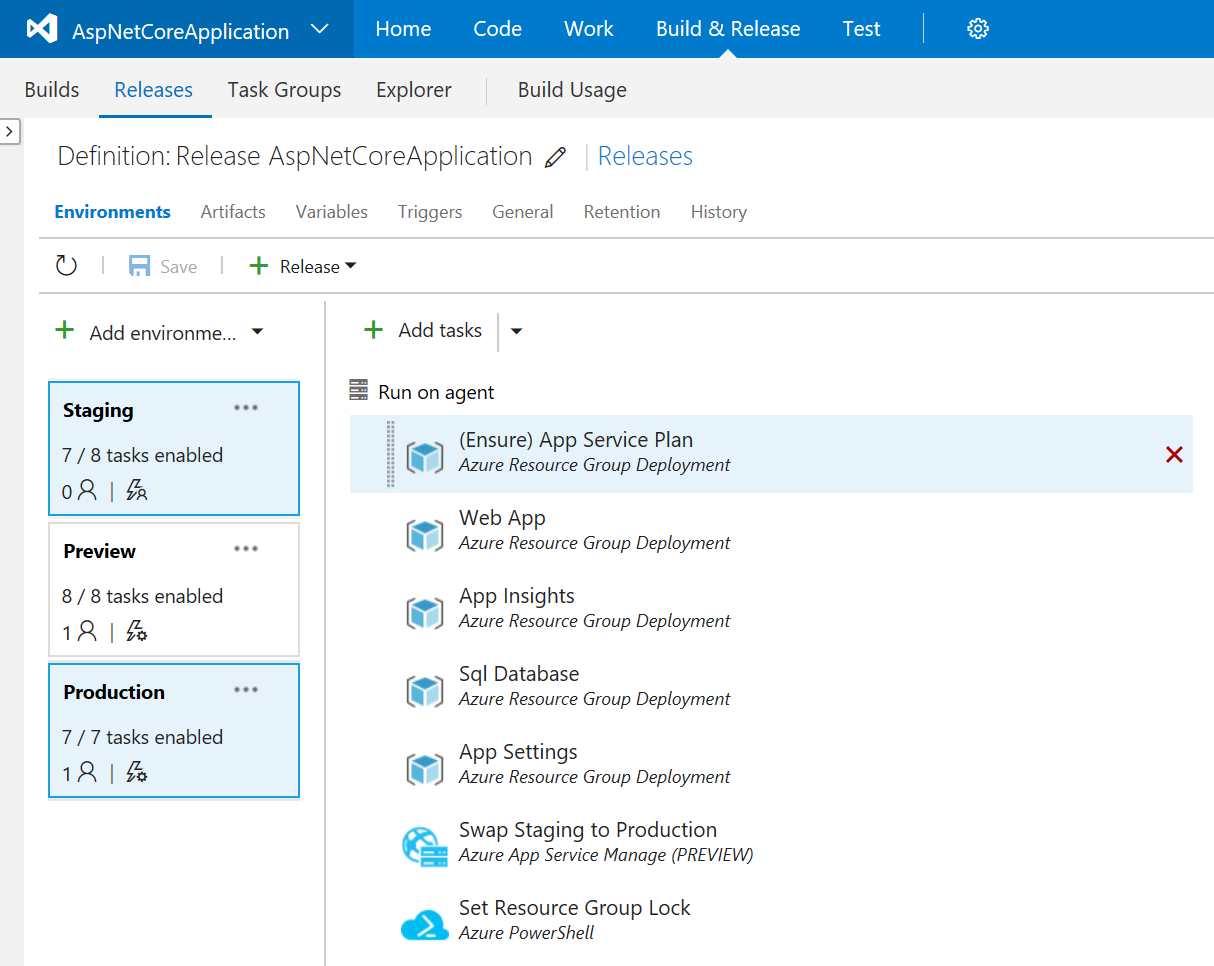 AspNetCoreApplication Home Code Work Build & Release Test
Builds Releases Task Groups Explorer Build Usage
Definition: Release AspNetCoreApplication | Releases
Environments Artifacts Variables Triggers General Retention History
Save Release
Add environme...
Staging
7 / 8 tasks enabled
0
Preview
8 / 8 tasks enabled
1
Production
7 / 7 tasks enabled
1
Add tasks
Run on agent
(Ensure) App Service Plan
Azure Resource Group Deployment
Web App
Azure Resource Group Deployment
App Insights
Azure Resource Group Deployment
Sql Database
Azure Resource Group Deployment
App Settings
Azure Resource Group Deployment
Swap Staging to Production
Azure App Service Manage (PREVIEW)
Set Resource Group Lock
Azure PowerShell